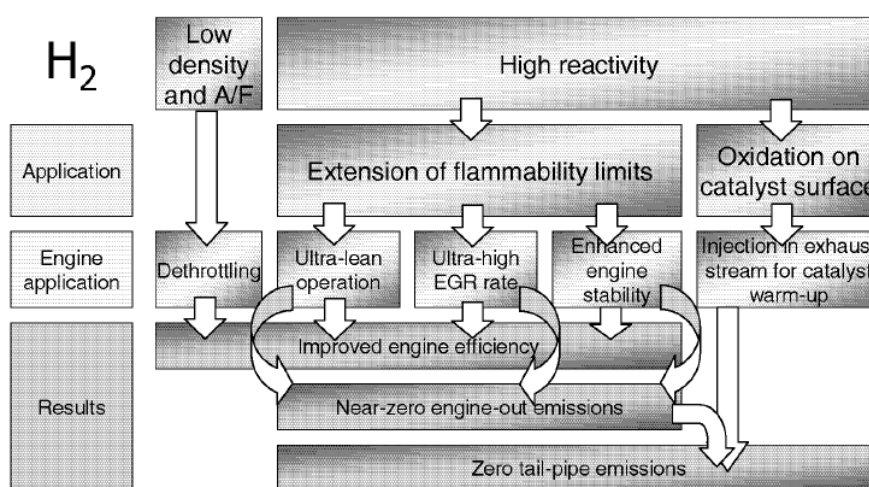 H₂
Low
density
and A/F
High reactivity
Application
Extension of flammability limits
Oxidation on
catalyst surface
Engine
application
Dethrottling
Ultra-lean
operation
Ultra-high
EGR rate
Enhanced
engine
stability
Injection in exhaus
stream for catalyst
warm-up
Results
Improved engine efficiency
Near-zero engine-out emissions
Zero tail-pipe emissions